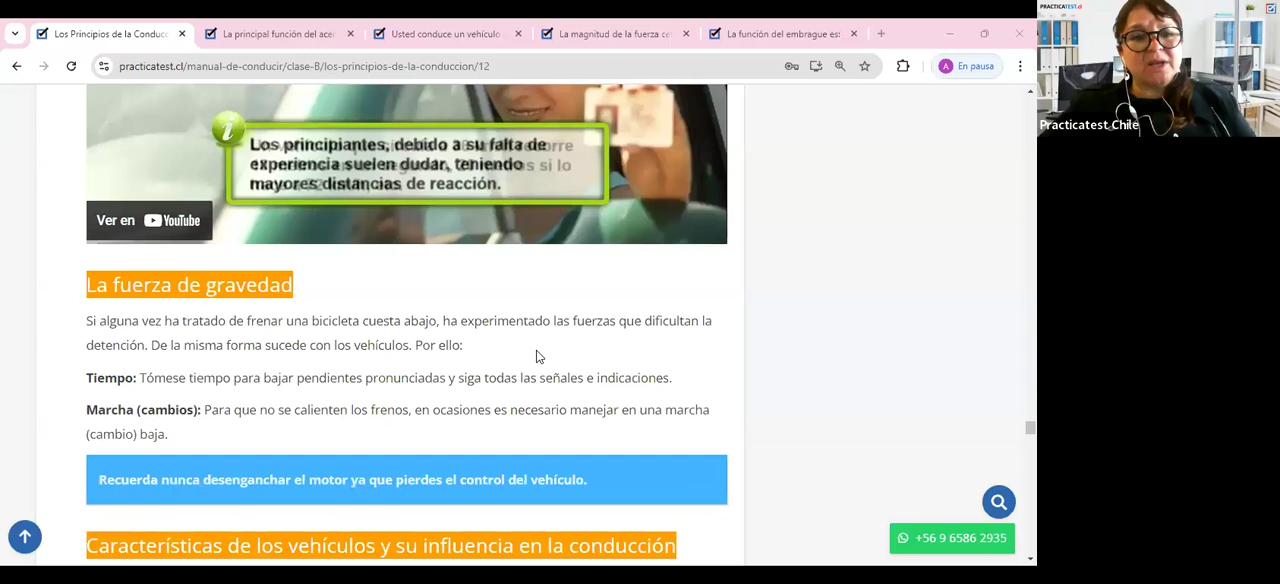 Los Principios de la Conduc
La principal función del ace
Usted conduce un vehículo
La magnitud de la fuerza ce
La función del embrague es:
practicatest.cl/manual-de-conducir/clase-B/los-principios-de-la-conduccion/12
A
En pausa
PRACTICATEST.cl
Practicatest Chile
i
Los principiantes, debido a su falta de
experiencia suelen dudar, teniendo
mayores distancias de reacción.
Ver en YouTube
La fuerza de gravedad
Si alguna vez ha tratado de frenar una bicicleta cuesta abajo, ha experimentado las fuerzas que dificultan la
detención. De la misma forma sucede con los vehículos. Por ello:
Tiempo: Tómese tiempo para bajar pendientes pronunciadas y siga todas las señales e indicaciones.
Marcha (cambios): Para que no se calienten los frenos, en ocasiones es necesario manejar en una marcha
(cambio) baja.
Recuerda nunca desenganchar el motor ya que pierdes el control del vehículo.
+56 9 6586 2935
Características de los vehículos y su influencia en la conducción